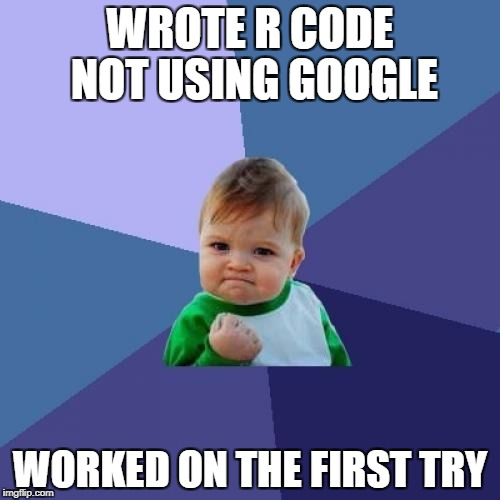 WROTE R CODE
NOT USING GOOGLE
WORKED ON THE FIRST TRY
imgflip.com